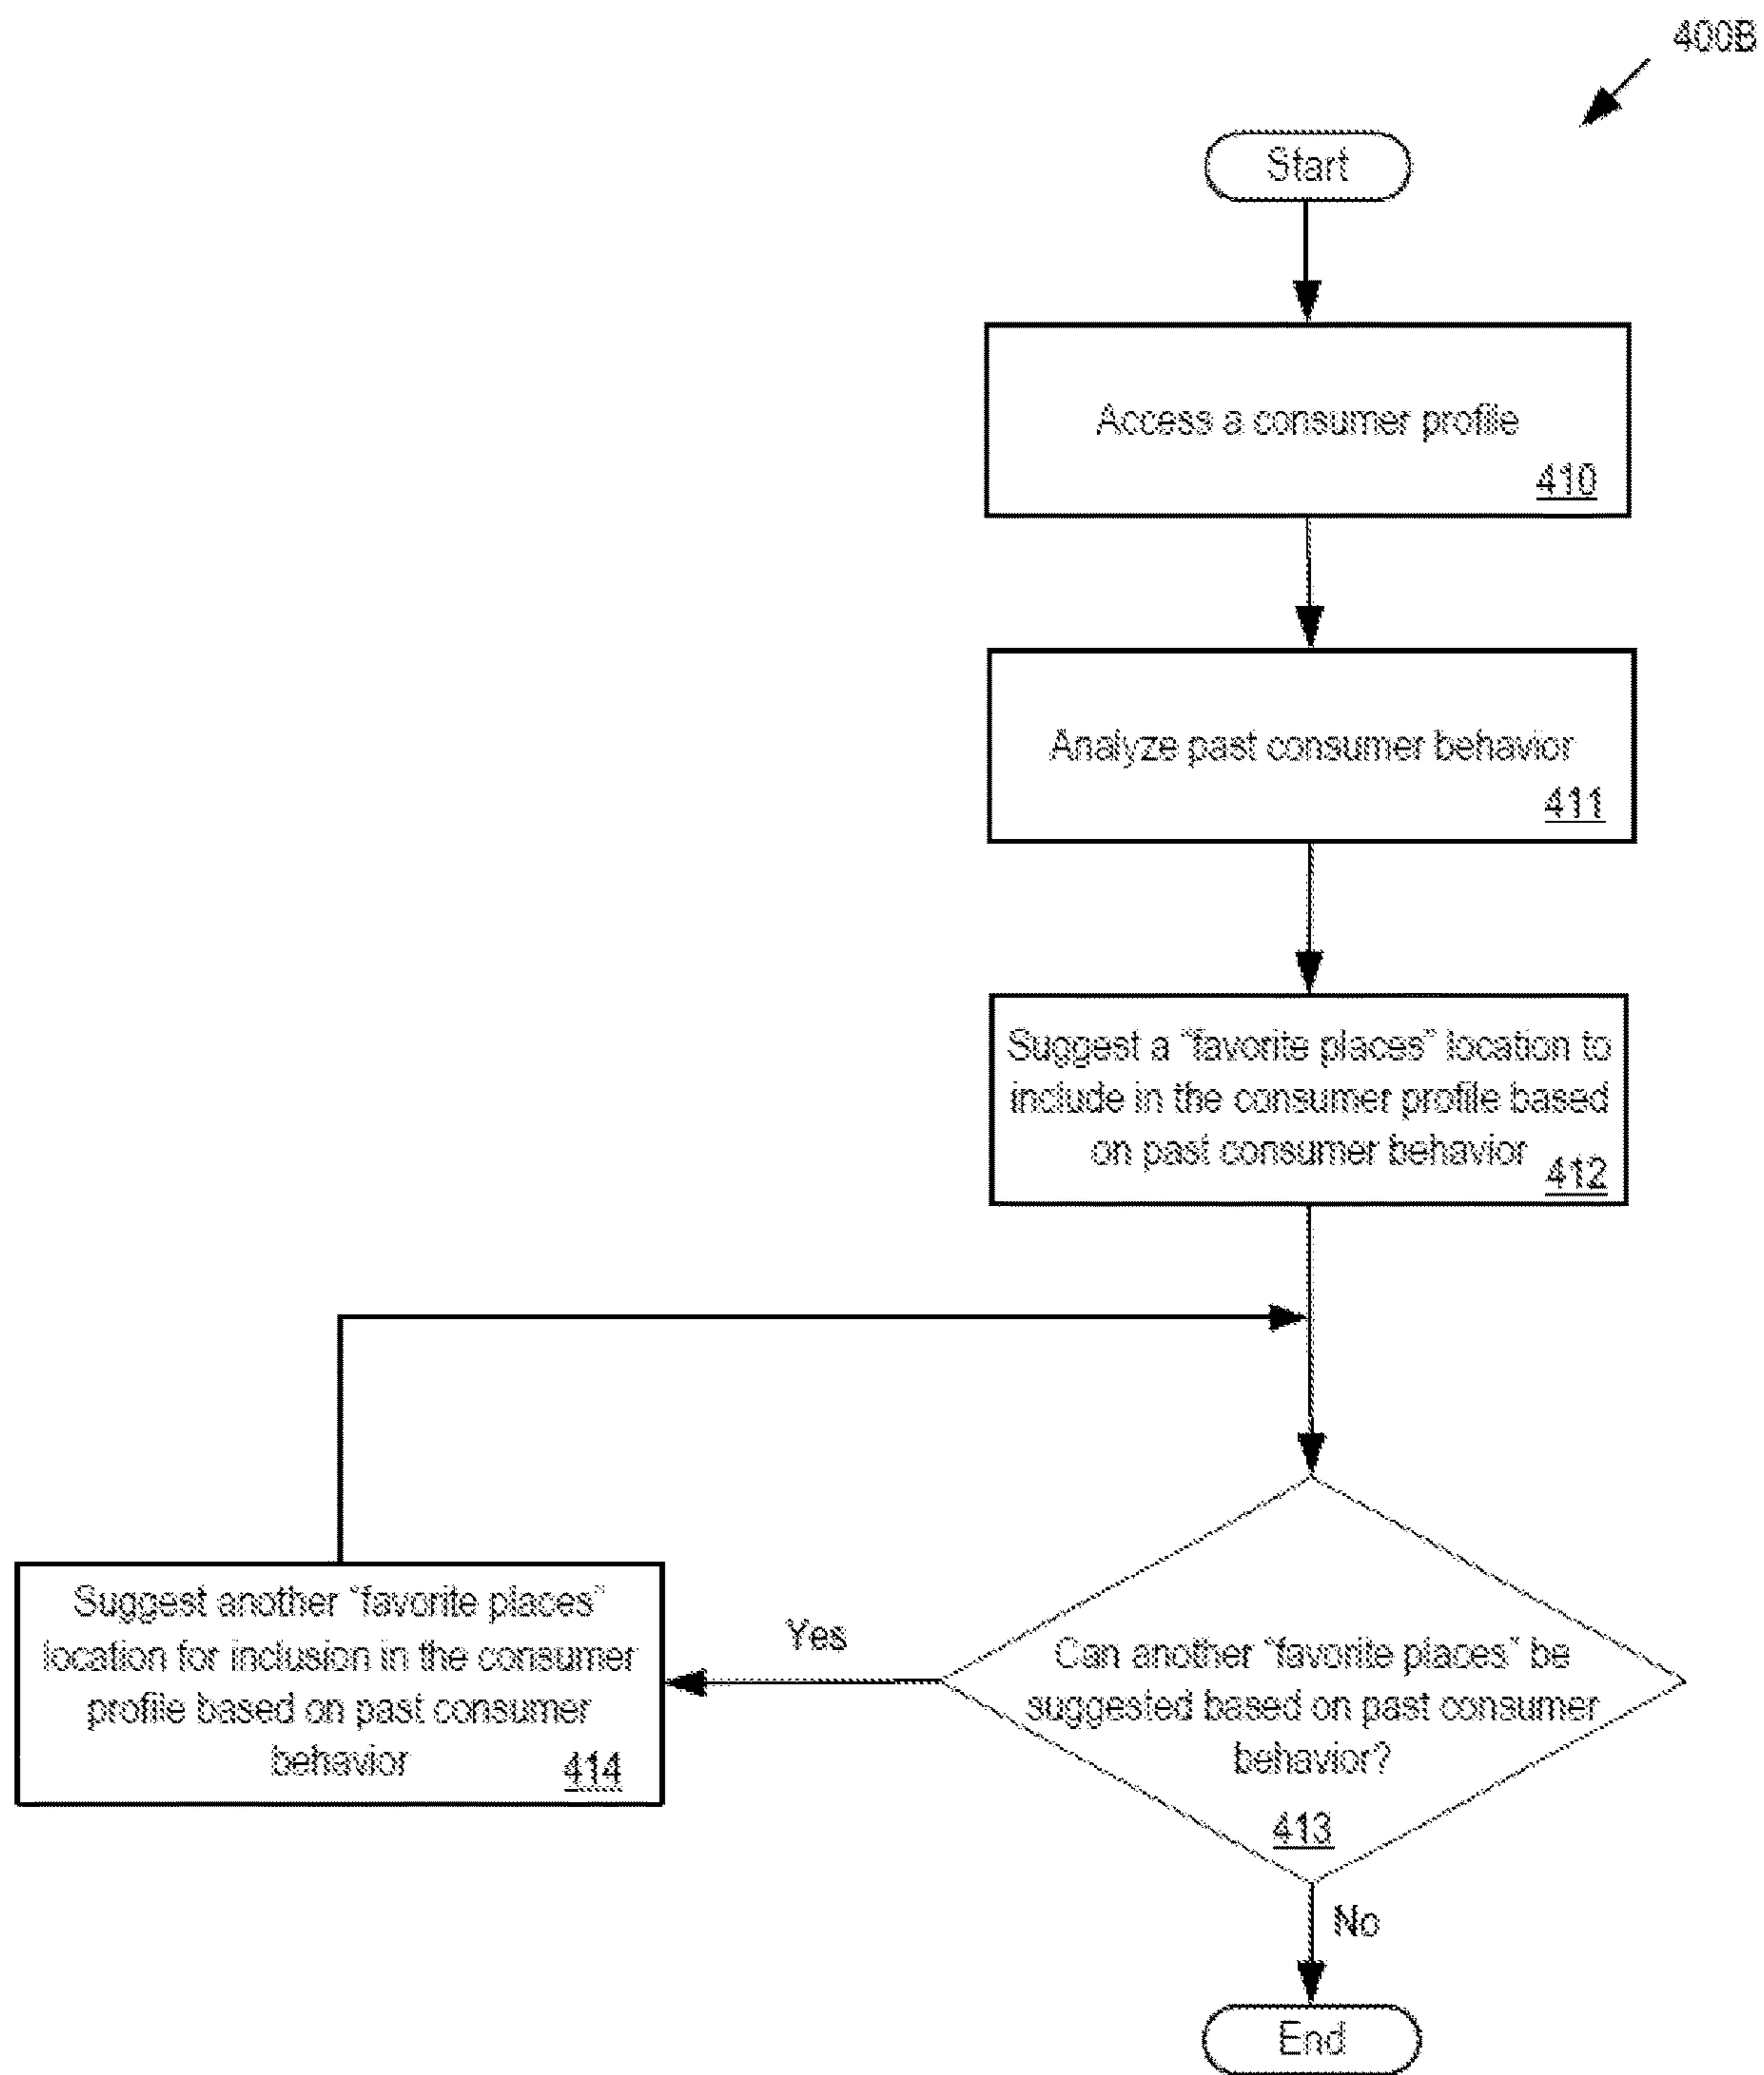 400B
Start
Access a consumer profile
410
Analyze past consumer behavior
411
Suggest a "favorite places" location to
include in the consumer profile based
on past consumer behavior
412
Suggest another "favorite places"
location for inclusion in the consumer
profile based on past consumer
behavior
414
Yes
Can another "favorite places" be
suggested based on past consumer
behavior?
413
No
End